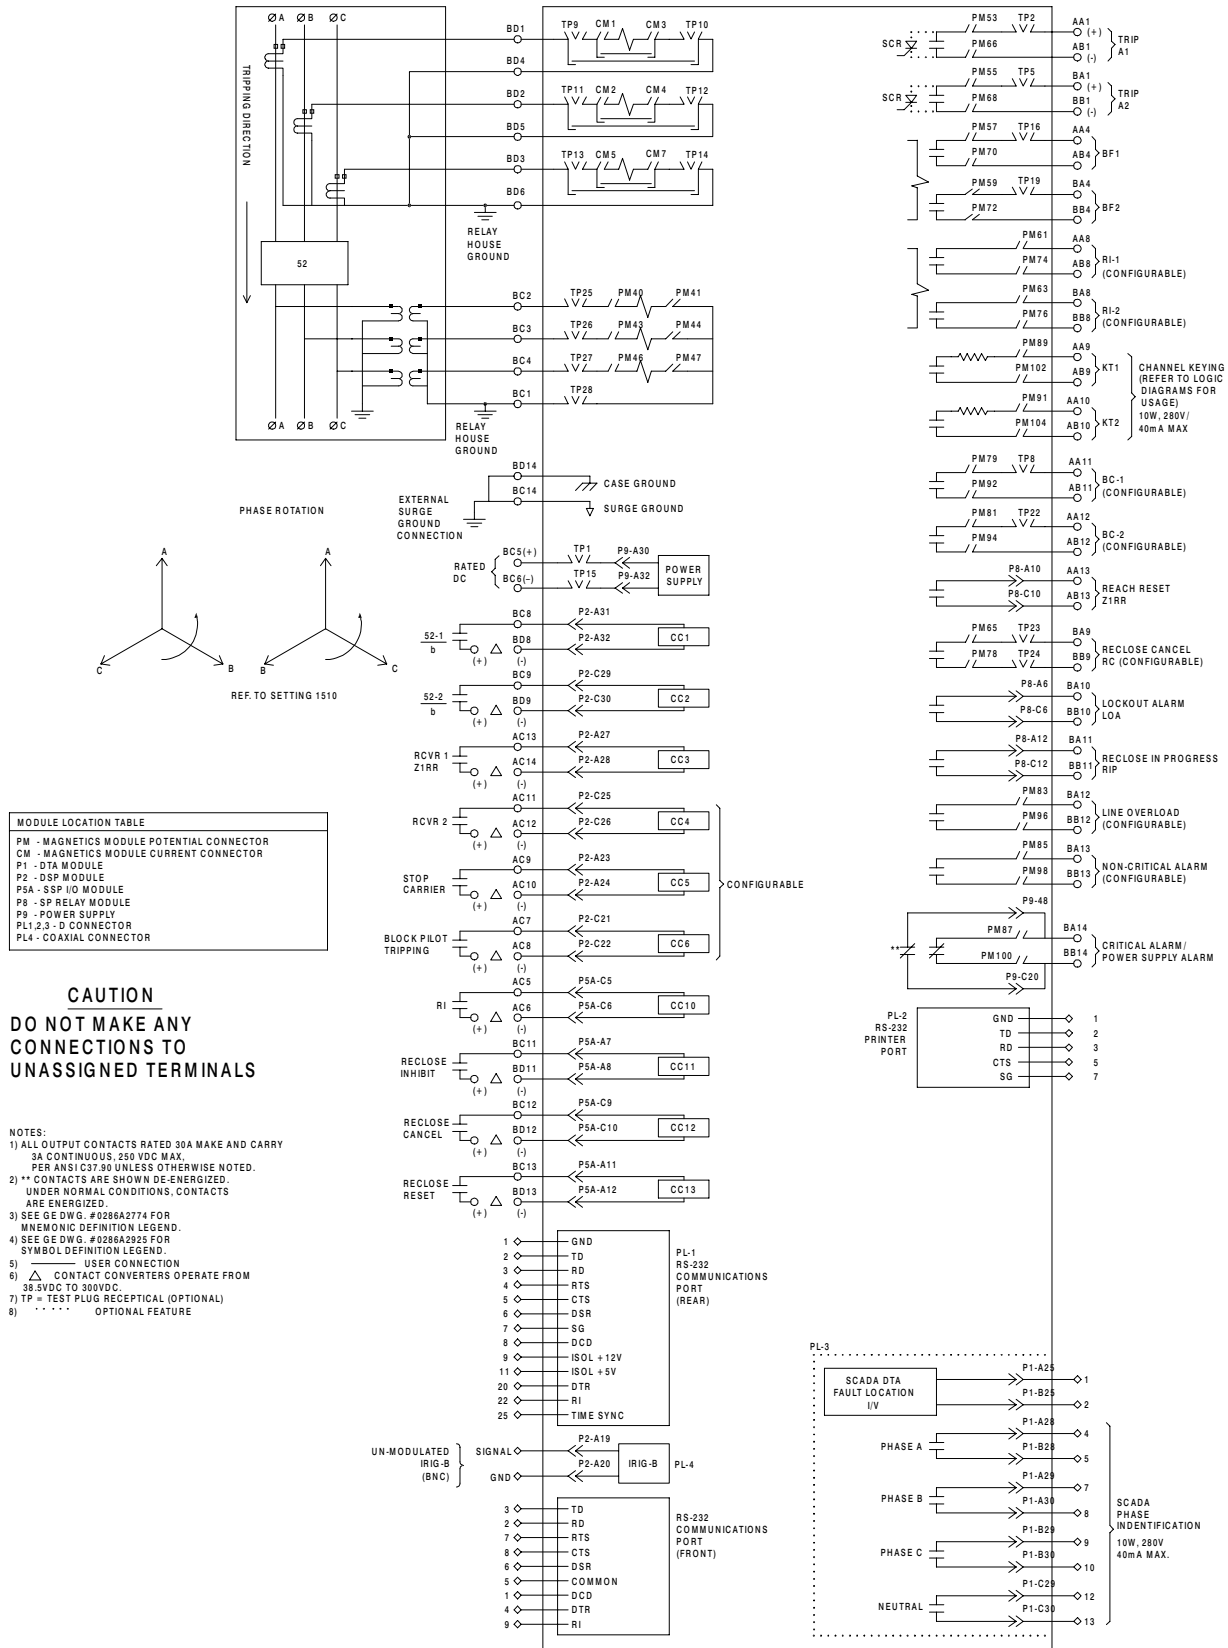 Ø A Ø B Ø C
TRIPPING DIRECTION
52
Ø A Ø B Ø C
BD1 TP9 CM1 CM3 TP10
BD4
BD2 TP11 CM2 CM4 TP12
BD5
BD3 TP13 CM5 CM7 TP14
BD6
RELAY
HOUSE
GROUND
BC2 TP25 PM40 PM41
BC3 TP26 PM43 PM44
BC4 TP27 PM46 PM47
BC1 TP28
RELAY
HOUSE
GROUND
BD14
CASE GROUND
BC14
SURGE GROUND
EXTERNAL
SURGE
GROUND
CONNECTION
RATED
DC
BC5(+) TP1 P9-A30
BC6(–) TP15 P9-A32
POWER
SUPPLY
PHASE ROTATION
A
B
C
A
B
C
REF. TO SETTING 1510
52-1
b
BC8 P2-A31
BD8 P2-A32
CC1
(+) (-)
52-2
b
BC9 P2-C29
BD9 P2-C30
CC2
(+) (-)
RCVR 1
Z1RR
AC13 P2-A27
AC14 P2-A28
CC3
(+) (-)
RCVR 2
AC11 P2-C25
AC12 P2-C26
CC4
(+) (-)
STOP
CARRIER
AC9 P2-A23
AC10 P2-A24
CC5
(+) (-)
CONFIGURABLE
BLOCK PILOT
TRIPPING
AC7 P2-C21
AC8 P2-C22
CC6
(+) (-)
RI
AC5 P5A-C5
AC6 P5A-C6
CC10
(+) (-)
RECLOSE
INHIBIT
BC11 P5A-A7
BD11 P5A-A8
CC11
(+) (-)
RECLOSE
CANCEL
BC12 P5A-C9
BD12 P5A-C10
CC12
(+) (-)
RECLOSE
RESET
BC13 P5A-A11
BD13 P5A-A12
CC13
(+) (-)
MODULE LOCATION TABLE
PM - MAGNETICS MODULE POTENTIAL CONNECTOR
CM - MAGNETICS MODULE CURRENT CONNECTOR
P1 - DTA MODULE
P2 - DSP MODULE
P5A - SSP I/O MODULE
P8 - SP RELAY MODULE
P9 - POWER SUPPLY
PL1,2,3 - D CONNECTOR
PL4 - COAXIAL CONNECTOR
CAUTION
DO NOT MAKE ANY
CONNECTIONS TO
UNASSIGNED TERMINALS
NOTES:
1) ALL OUTPUT CONTACTS RATED 30A MAKE AND CARRY
3A CONTINUOUS, 250 VDC MAX,
PER ANSI C37.90 UNLESS OTHERWISE NOTED.
2) ** CONTACTS ARE SHOWN DE-ENERGIZED.
UNDER NORMAL CONDITIONS, CONTACTS
ARE ENERGIZED.
3) SEE GE DWG. #0286A2774 FOR
MNEMONIC DEFINITION LEGEND.
4) SEE GE DWG. #0286A2925 FOR
SYMBOL DEFINITION LEGEND.
5) USER CONNECTION
6) △ CONTACT CONVERTERS OPERATE FROM
38.5VDC TO 300VDC.
7) TP = TEST PLUG RECEPTICAL (OPTIONAL)
8) ····· OPTIONAL FEATURE
1 GND
2 TD
3 RD
4 RTS
5 CTS
6 DSR
7 SG
8 DCD
9 ISOL +12V
11 ISOL +5V
20 DTR
22 RI
25 TIME SYNC
PL-1
RS-232
COMMUNICATIONS
PORT
(REAR)
UN-MODULATED
IRIG-B
(BNC)
SIGNAL P2-A19
GND P2-A20
IRIG-B
PL-4
3 TD
2 RD
7 RTS
8 CTS
6 DSR
5 COMMON
1 DCD
4 DTR
9 RI
RS-232
COMMUNICATIONS
PORT
(FRONT)
SCR PM53 TP2 AA1
(+)
PM66 AB1
(-)
TRIP
A1
SCR PM55 TP5 BA1
(+)
PM68 BB1
(-)
TRIP
A2
PM57 TP16 AA4
PM70 AB4
BF1
PM59 TP19 BA4
PM72 BB4
BF2
PM61 AA8
PM74 AB8
RI-1
(CONFIGURABLE)
PM63 BA8
PM76 BB8
RI-2
(CONFIGURABLE)
PM89 AA9
PM102 AB9
KT1
PM91 AA10
PM104 AB10
KT2
CHANNEL KEYING
(REFER TO LOGIC
DIAGRAMS FOR
USAGE)
10W, 280V/
40mA MAX
PM79 TP8 AA11
PM92 AB11
BC-1
(CONFIGURABLE)
PM81 TP22 AA12
PM94 AB12
BC-2
(CONFIGURABLE)
P8-A10 AA13
P8-C10 AB13
REACH RESET
Z1RR
PM65 TP23 BA9
PM78 TP24 BB9
RECLOSE CANCEL
RC (CONFIGURABLE)
P8-A6 BA10
P8-C6 BB10
LOCKOUT ALARM
LOA
P8-A12 BA11
P8-C12 BB11
RECLOSE IN PROGRESS
RIP
PM83 BA12
PM96 BB12
LINE OVERLOAD
(CONFIGURABLE)
PM85 BA13
PM98 BB13
NON-CRITICAL ALARM
(CONFIGURABLE)
P9-48
PM87 BA14
**
PM100 BB14
P9-C20
CRITICAL ALARM/
POWER SUPPLY ALARM
PL-2
RS-232
PRINTER
PORT
GND 1
TD 2
RD 3
CTS 5
SG 7
PL-3
SCADA DTA
FAULT LOCATION
I/V
P1-A25 1
P1-B25 2
PHASE A
P1-A28 4
P1-B28 5
PHASE B
P1-A29 7
P1-A30 8
PHASE C
P1-B29 9
P1-B30 10
NEUTRAL
P1-C29 12
P1-C30 13
SCADA
PHASE
INDENTIFICATION
10W, 280V
40mA MAX.